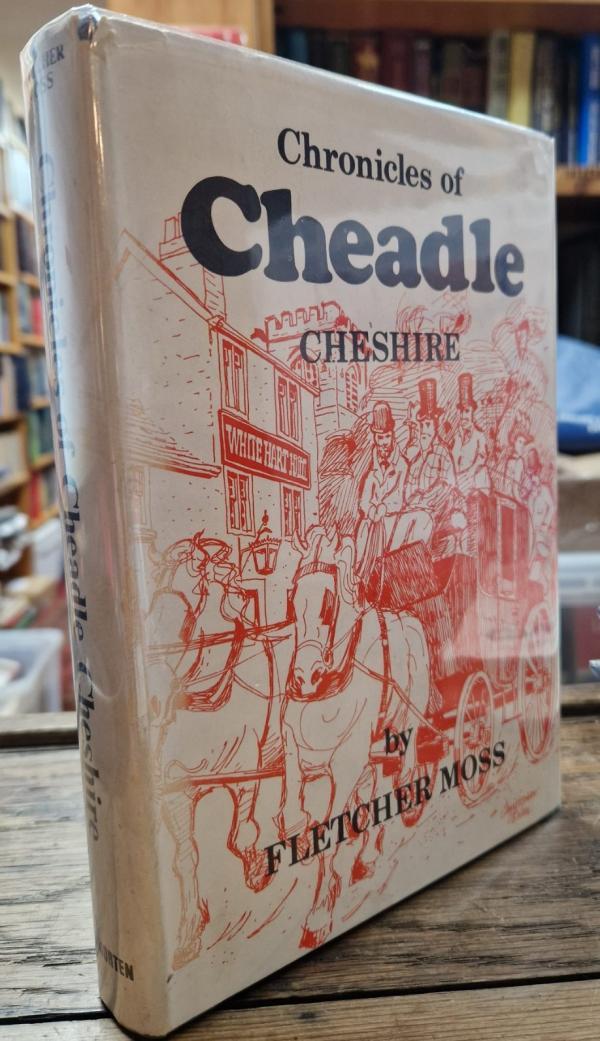 Chronicles of
Cheadle
CHESHIRE
WHITE HART HOTEL
by
FLETCHER MOSS
Chronicles of Cheadle Cheshire
MORTEN